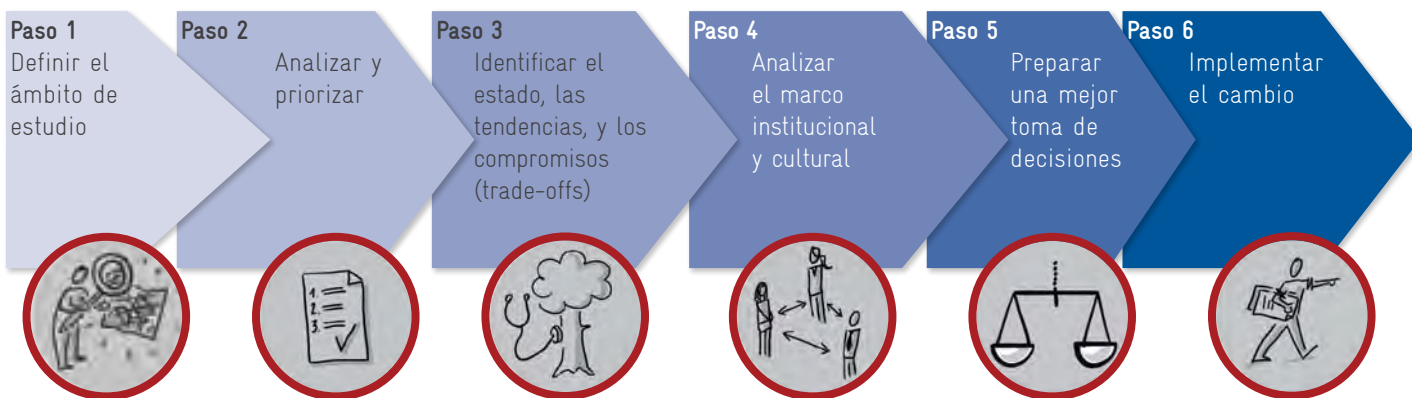 Paso 1
Definir el
ámbito de
estudio
Paso 2
Analizar y
priorizar
Paso 3
Identificar el
estado, las
tendencias, y los
compromisos
(trade-offs)
Paso 4
Analizar
el marco
institucional
y cultural
Paso 5
Preparar
una mejor
toma de
decisiones
Paso 6
Implementar
el cambio
1.
2.
3.